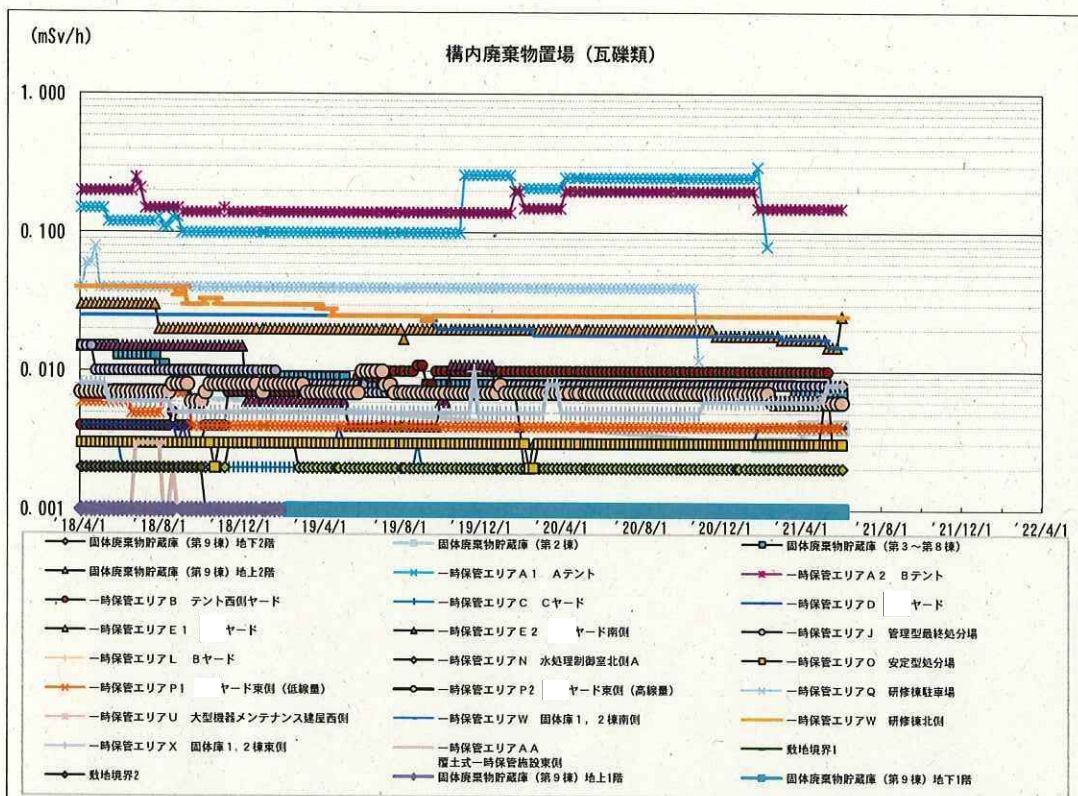 (mSv/h)
構内廃棄物置場（瓦礫類）
1.000
0.100
0.010
0.001
'18/4/1 '18/8/1 '18/12/1 '19/4/1 '19/8/1 '19/12/1 '20/4/1 '20/8/1 '20/12/1 '21/4/1 '21/8/1 '21/12/1 '22/4/1
固体廃棄物貯蔵庫（第９棟）地下2階 固体廃棄物貯蔵庫（第２棟） 固体廃棄物貯蔵庫（第３～第８棟）
固体廃棄物貯蔵庫（第９棟）地上2階 一時保管エリアＡ１　Ａテント 一時保管エリアＡ２　Ｂテント
一時保管エリアＢ　テント西側ヤード 一時保管エリアＣ　Ｃヤード 一時保管エリアＤ ヤード
一時保管エリアＥ１ ヤード 一時保管エリアＥ２ ヤード南側 一時保管エリアＪ　管理型最終処分場
一時保管エリアＬ　Ｂヤード 一時保管エリアＮ　水処理制御室北側Ａ 一時保管エリアＯ　安定型処分場
一時保管エリアＰ１ ヤード東側（低線量） 一時保管エリアＰ２ ヤード東側（高線量） 一時保管エリアＱ　研修棟駐車場
一時保管エリアＵ　大型機器メンテナンス建屋西側 一時保管エリアＷ　固体庫１，２棟南側 一時保管エリアＷ　研修棟北側
一時保管エリアＸ　固体庫１,２棟東側 一時保管エリアＡＡ 敷地境界1
覆土式一時保管施設東側
敷地境界2 固体廃棄物貯蔵庫（第９棟）地上1階 固体廃棄物貯蔵庫（第９棟）地下1階